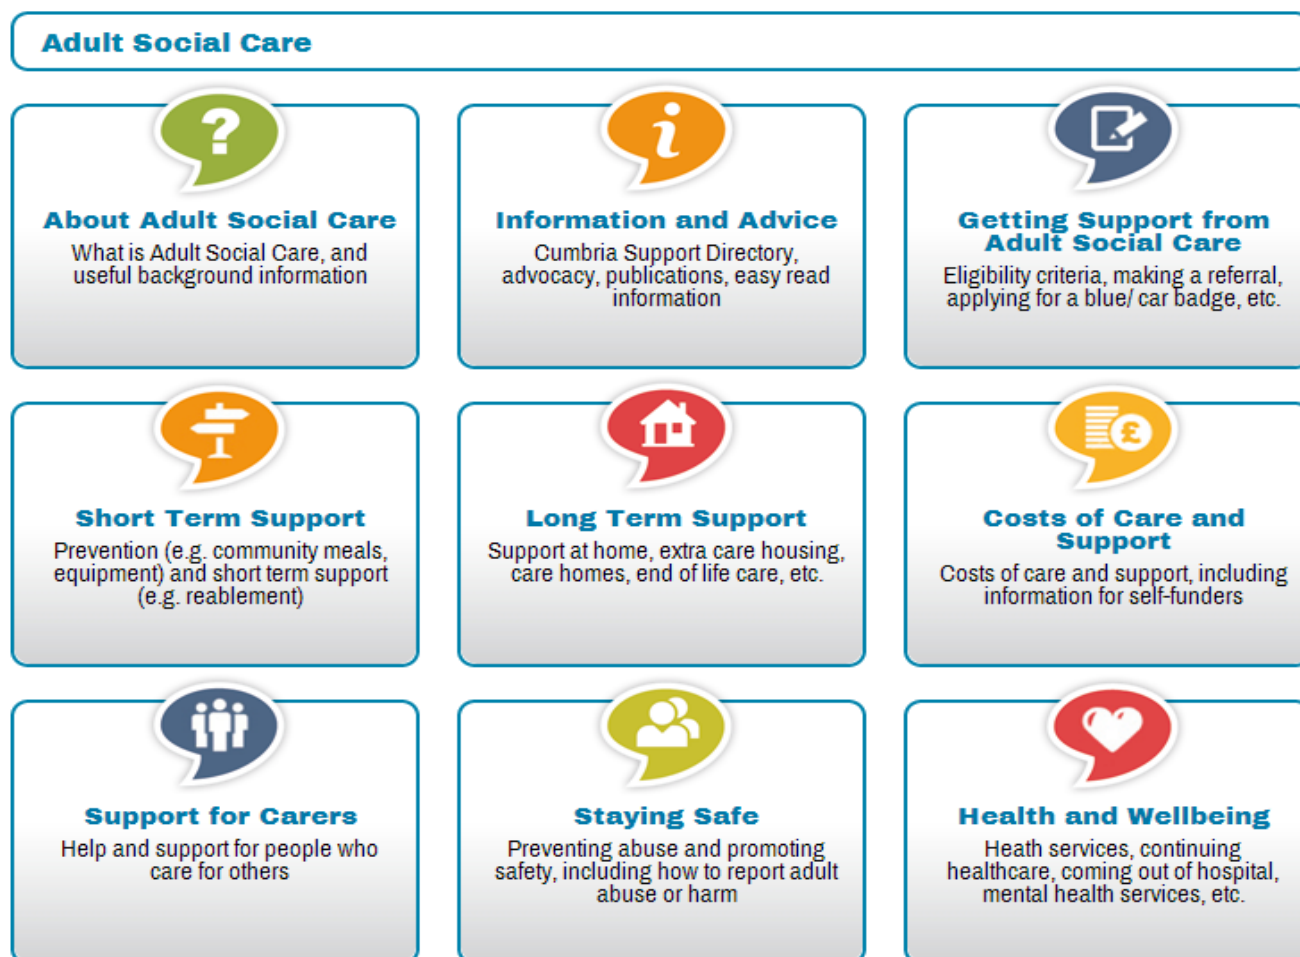 Adult Social Care
About Adult Social Care
What is Adult Social Care, and
useful background information
Information and Advice
Cumbria Support Directory,
advocacy, publications, easy read
information
Getting Support from
Adult Social Care
Eligibility criteria, making a referral,
applying for a blue/ car badge, etc.
Short Term Support
Prevention (e.g. community meals,
equipment) and short term support
(e.g. reablement)
Long Term Support
Support at home, extra care housing,
care homes, end of life care, etc.
£
Costs of Care and
Support
Costs of care and support, including
information for self-funders
Support for Carers
Help and support for people who
care for others
Staying Safe
Preventing abuse and promoting
safety, including how to report adult
abuse or harm
Health and Wellbeing
Heath services, continuing
healthcare, coming out of hospital,
mental health services, etc.